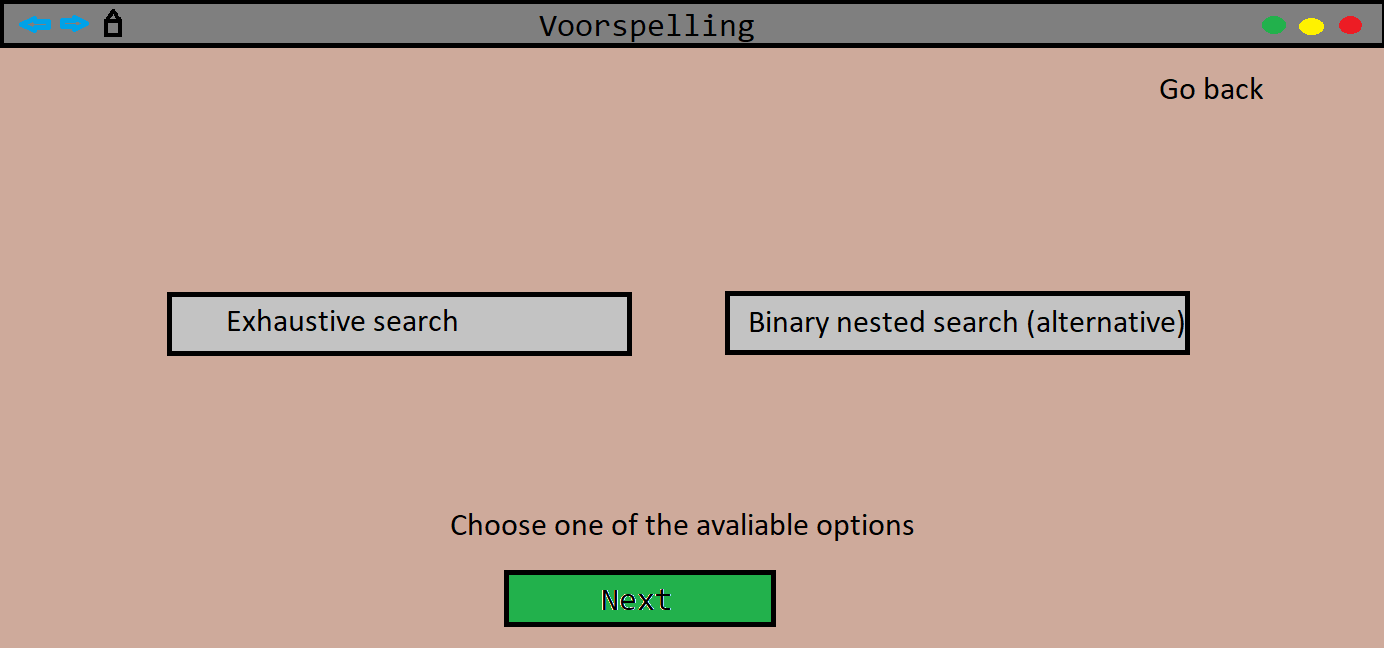 Voorspelling
Go back
Exhaustive search
Binary nested search (alternative)
Choose one of the avaliable options
Next